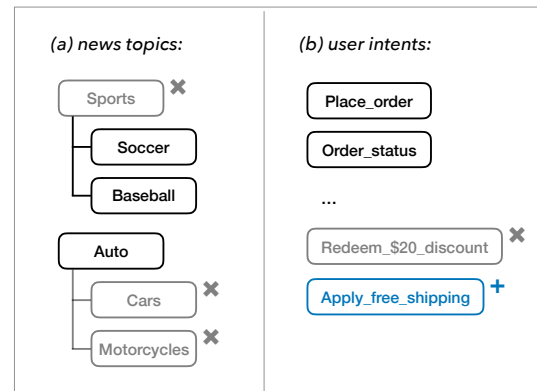 (a) news topics:
Sports
Soccer
Baseball
Auto
Cars
Motorcycles
(b) user intents:
Place_order
Order_status
...
Redeem_$20_discount
Apply_free_shipping